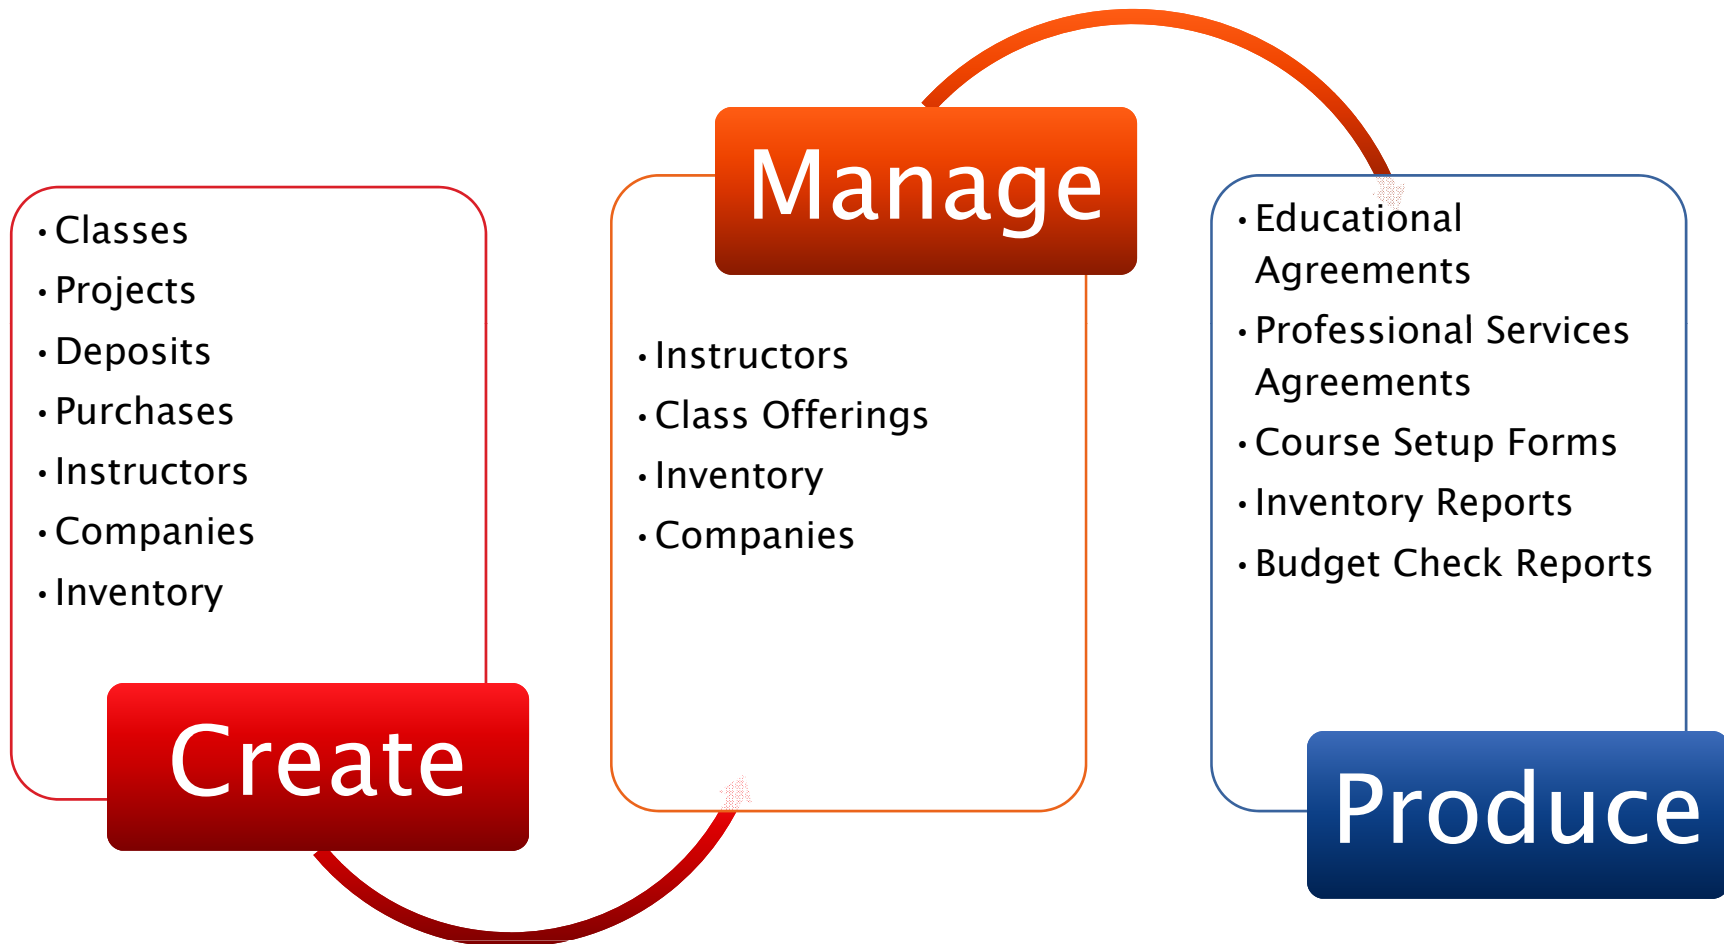 • Classes
• Projects
• Deposits
• Purchases
• Instructors
• Companies
• Inventory
Create
Manage
• Instructors
• Class Offerings
• Inventory
• Companies
• Educational
Agreements
• Professional Services
Agreements
• Course Setup Forms
• Inventory Reports
• Budget Check Reports
Produce